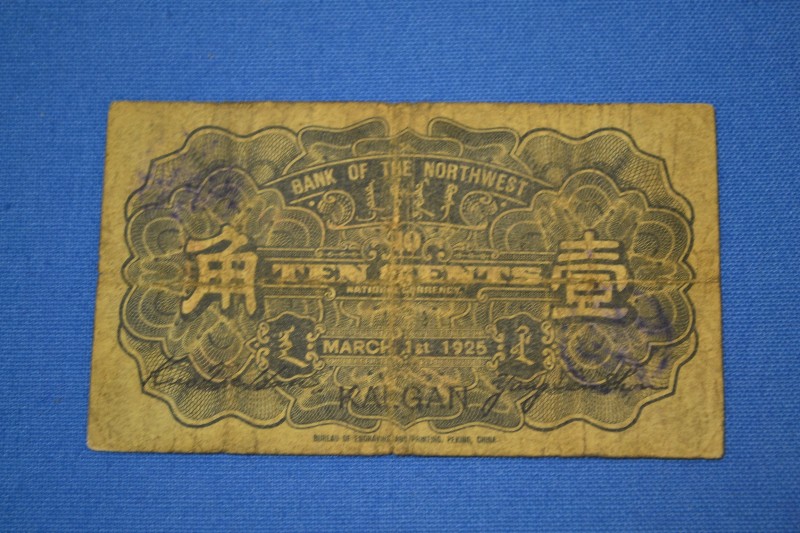 BANK OF THE NORTHWEST
10
角 TEN CENTS 壹
NATIONAL CURRENCY
MARCH 1st 1925
KALGAN
BUREAU OF ENGRAVING AND PRINTING, PEKING, CHINA